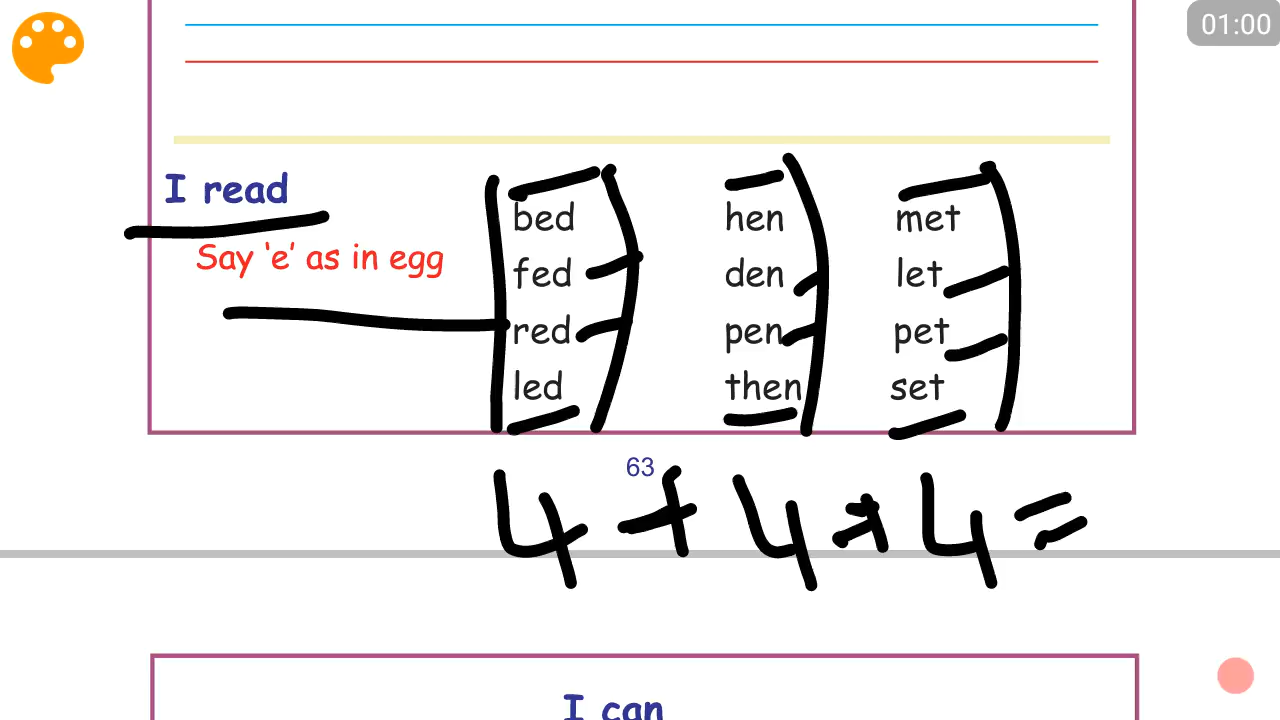 01:00
I read
Say ‘e’ as in egg
bed hen met
fed den let
red pen pet
led then set
63
4 + 4 + 4 =
I can